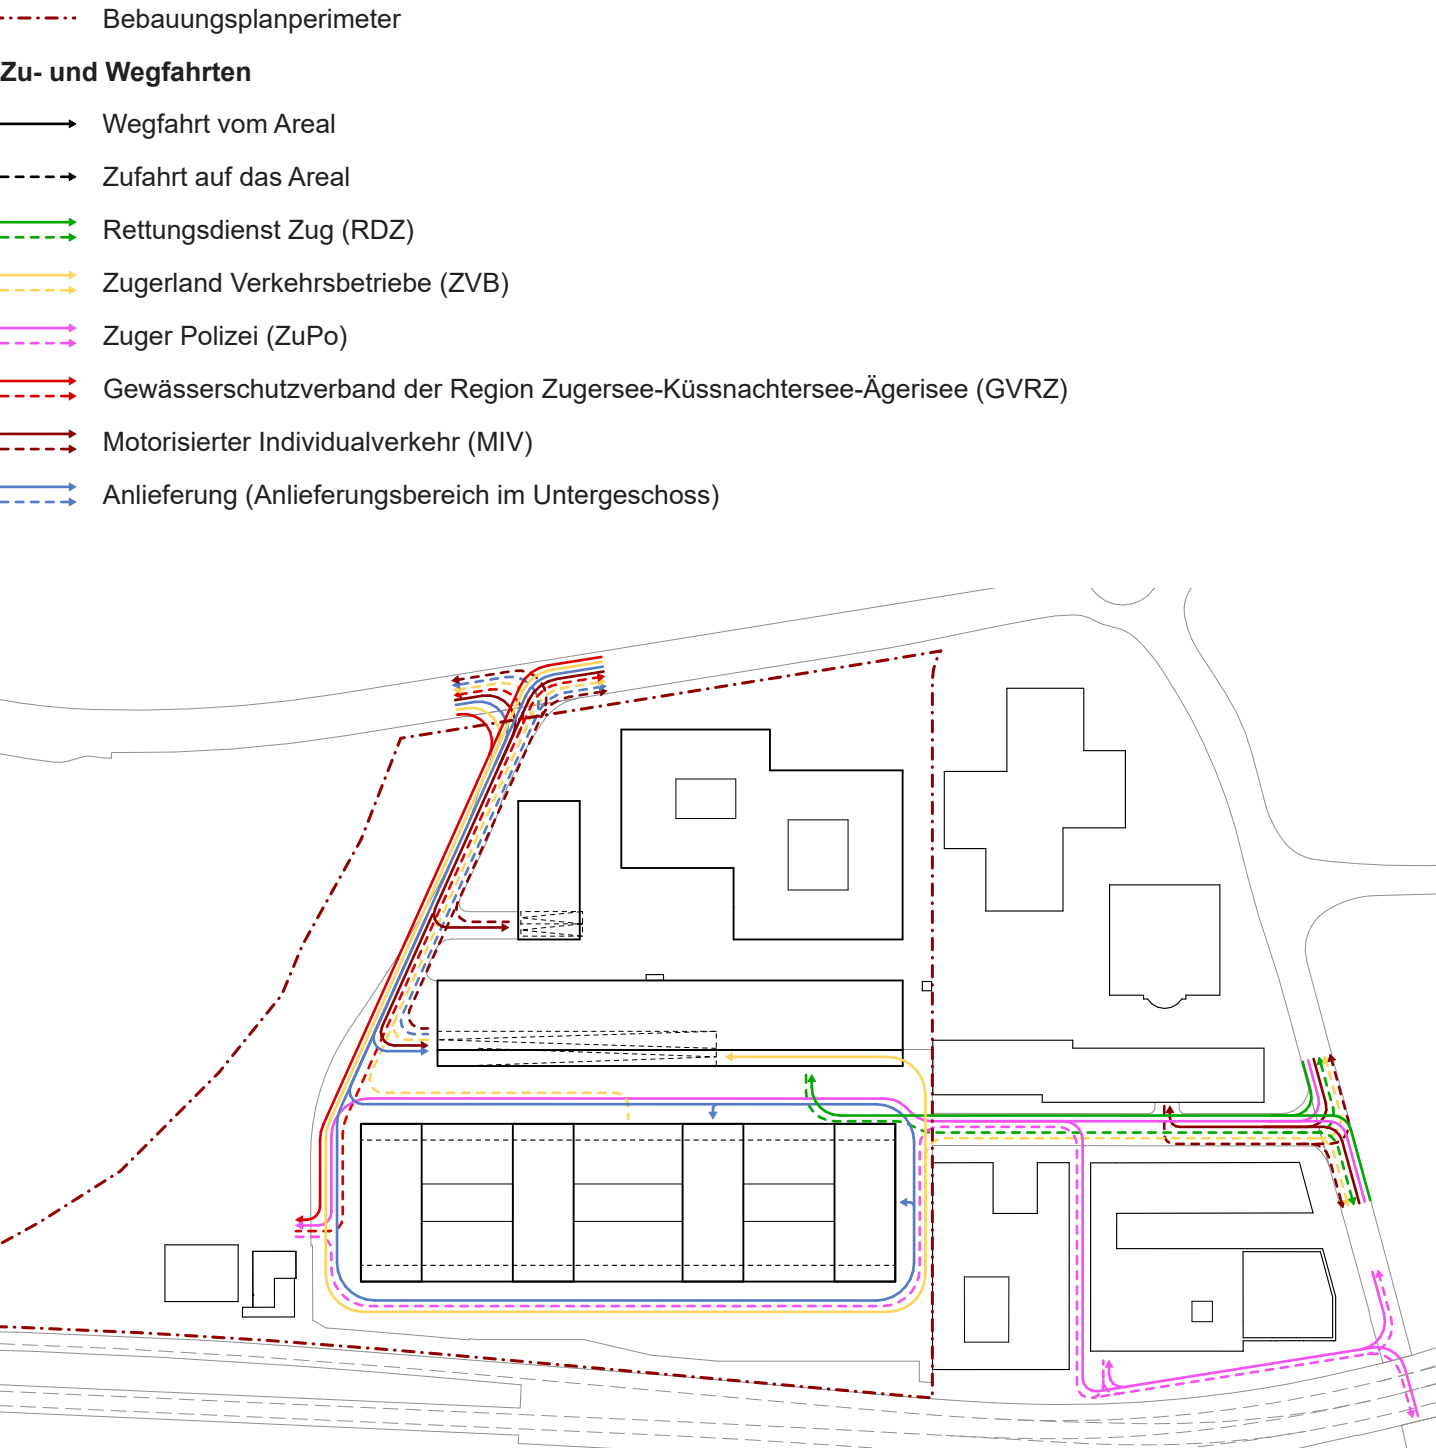 Bebauungsplanperimeter
Zu- und Wegfahrten
Wegfahrt vom Areal
Zufahrt auf das Areal
Rettungsdienst Zug (RDZ)
Zugerland Verkehrsbetriebe (ZVB)
Zuger Polizei (ZuPo)
Gewässerschutzverband der Region Zugersee-Küssnachtersee-Ägerisee (GVRZ)
Motorisierter Individualverkehr (MIV)
Anlieferung (Anlieferungsbereich im Untergeschoss)